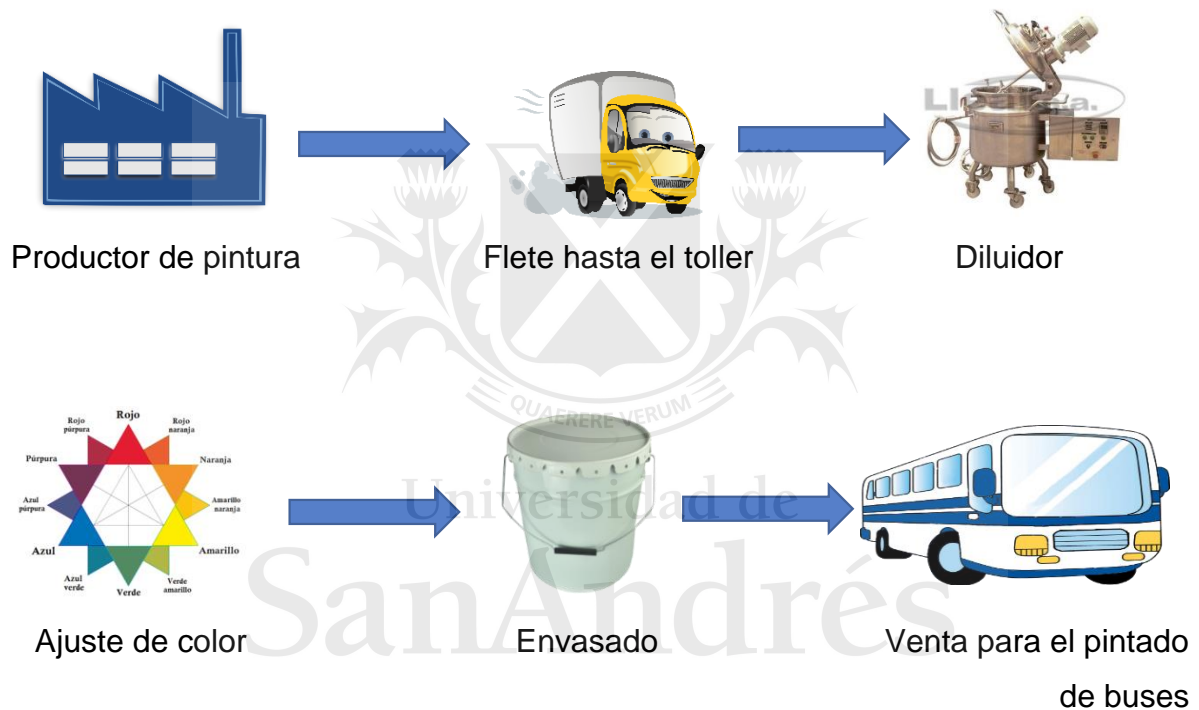 Llpal s.a.
Productor de pintura
Flete hasta el toller
Diluidor
QUAERERE VERUM
Rojo
Rojo
púrpura
Rojo
naranja
Púrpura
Naranja
Azul
púrpura
Amarillo
naranja
Azul
Amarillo
Azul
verde
Verde
amarillo
Verde
Universidad de
SanAndrés
Ajuste de color
Envasado
Venta para el pintado
de buses